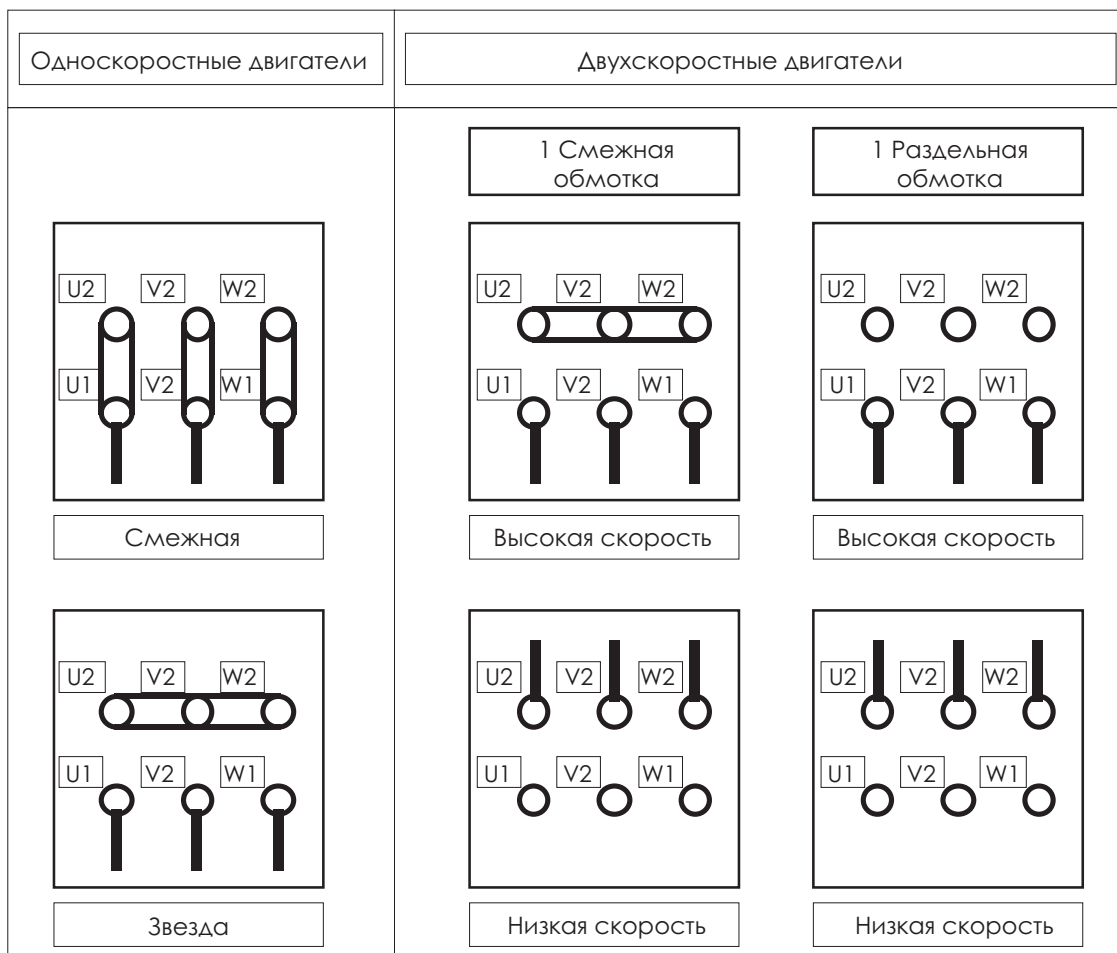 Односкоростные двигатели
Двухскоростные двигатели
1 Смежная
обмотка
1 Раздельная
обмотка
U2 V2 W2
U1 V2 W1
Смежная
U2 V2 W2
U1 V2 W1
Высокая скорость
U2 V2 W2
U1 V2 W1
Высокая скорость
U2 V2 W2
U1 V2 W1
Звезда
U2 V2 W2
U1 V2 W1
Низкая скорость
U2 V2 W2
U1 V2 W1
Низкая скорость